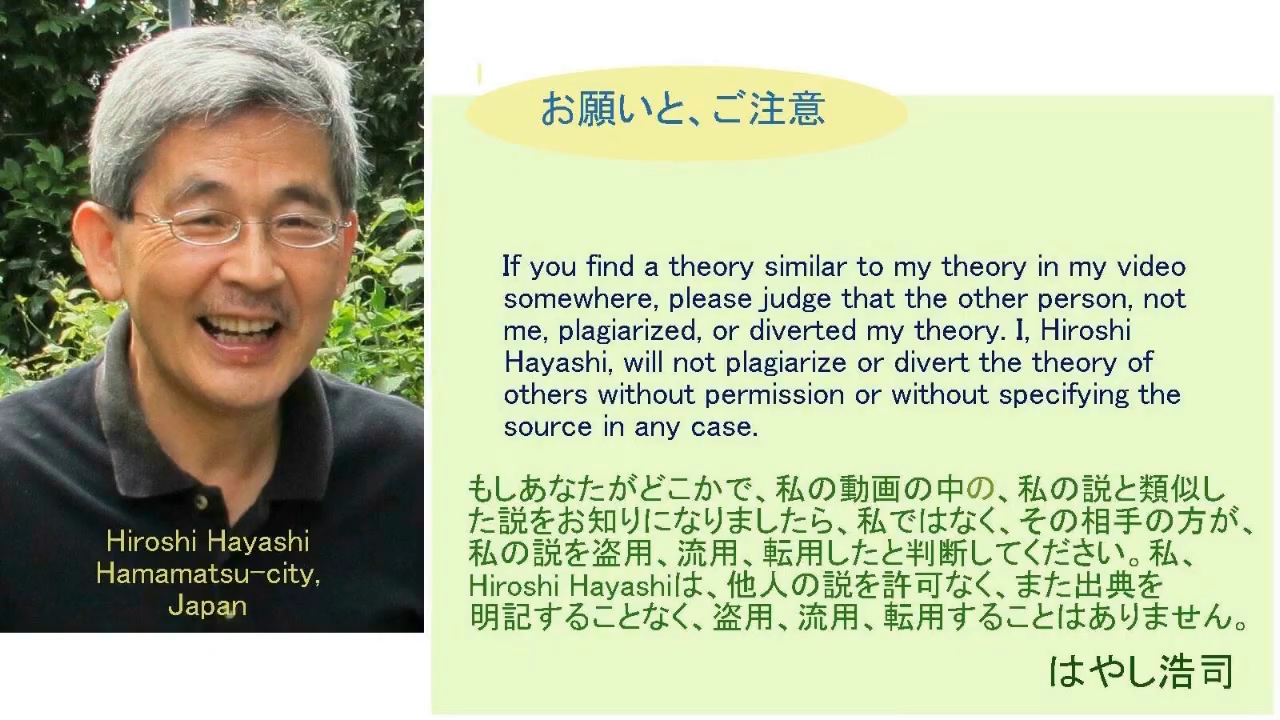 お願いと、ご注意
If you find a theory similar to my theory in my video
somewhere, please judge that the other person, not
me, plagiarized, or diverted my theory. I, Hiroshi
Hayashi, will not plagiarize or divert the theory of
others without permission or without specifying the
source in any case.
もしあなたがどこかで、私の動画の中の、私の説と類似し
た説をお知りになりましたら、私ではなく、その相手の方が、
私の説を盗用、流用、転用したと判断してください。私、
Hiroshi Hayashiは、他人の説を許可なく、また出典を
明記することなく、盗用、流用、転用することはありません。
はやし浩司
Hiroshi Hayashi
Hamamatsu-city,
Japan